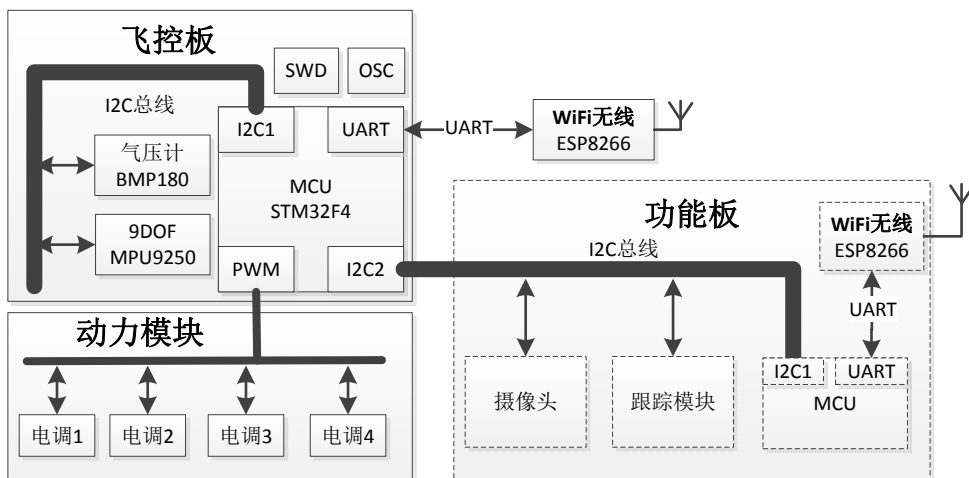 飞控板
SWD
OSC
I2C总线
I2C1
UART
气压计
BMP180
MCU
STM32F4
9DOF
MPU9250
PWM
I2C2
UART
WiFi无线
ESP8266
动力模块
电调1
电调2
电调3
电调4
功能板
I2C总线
WiFi无线
ESP8266
UART
摄像头
跟踪模块
I2C1
UART
MCU